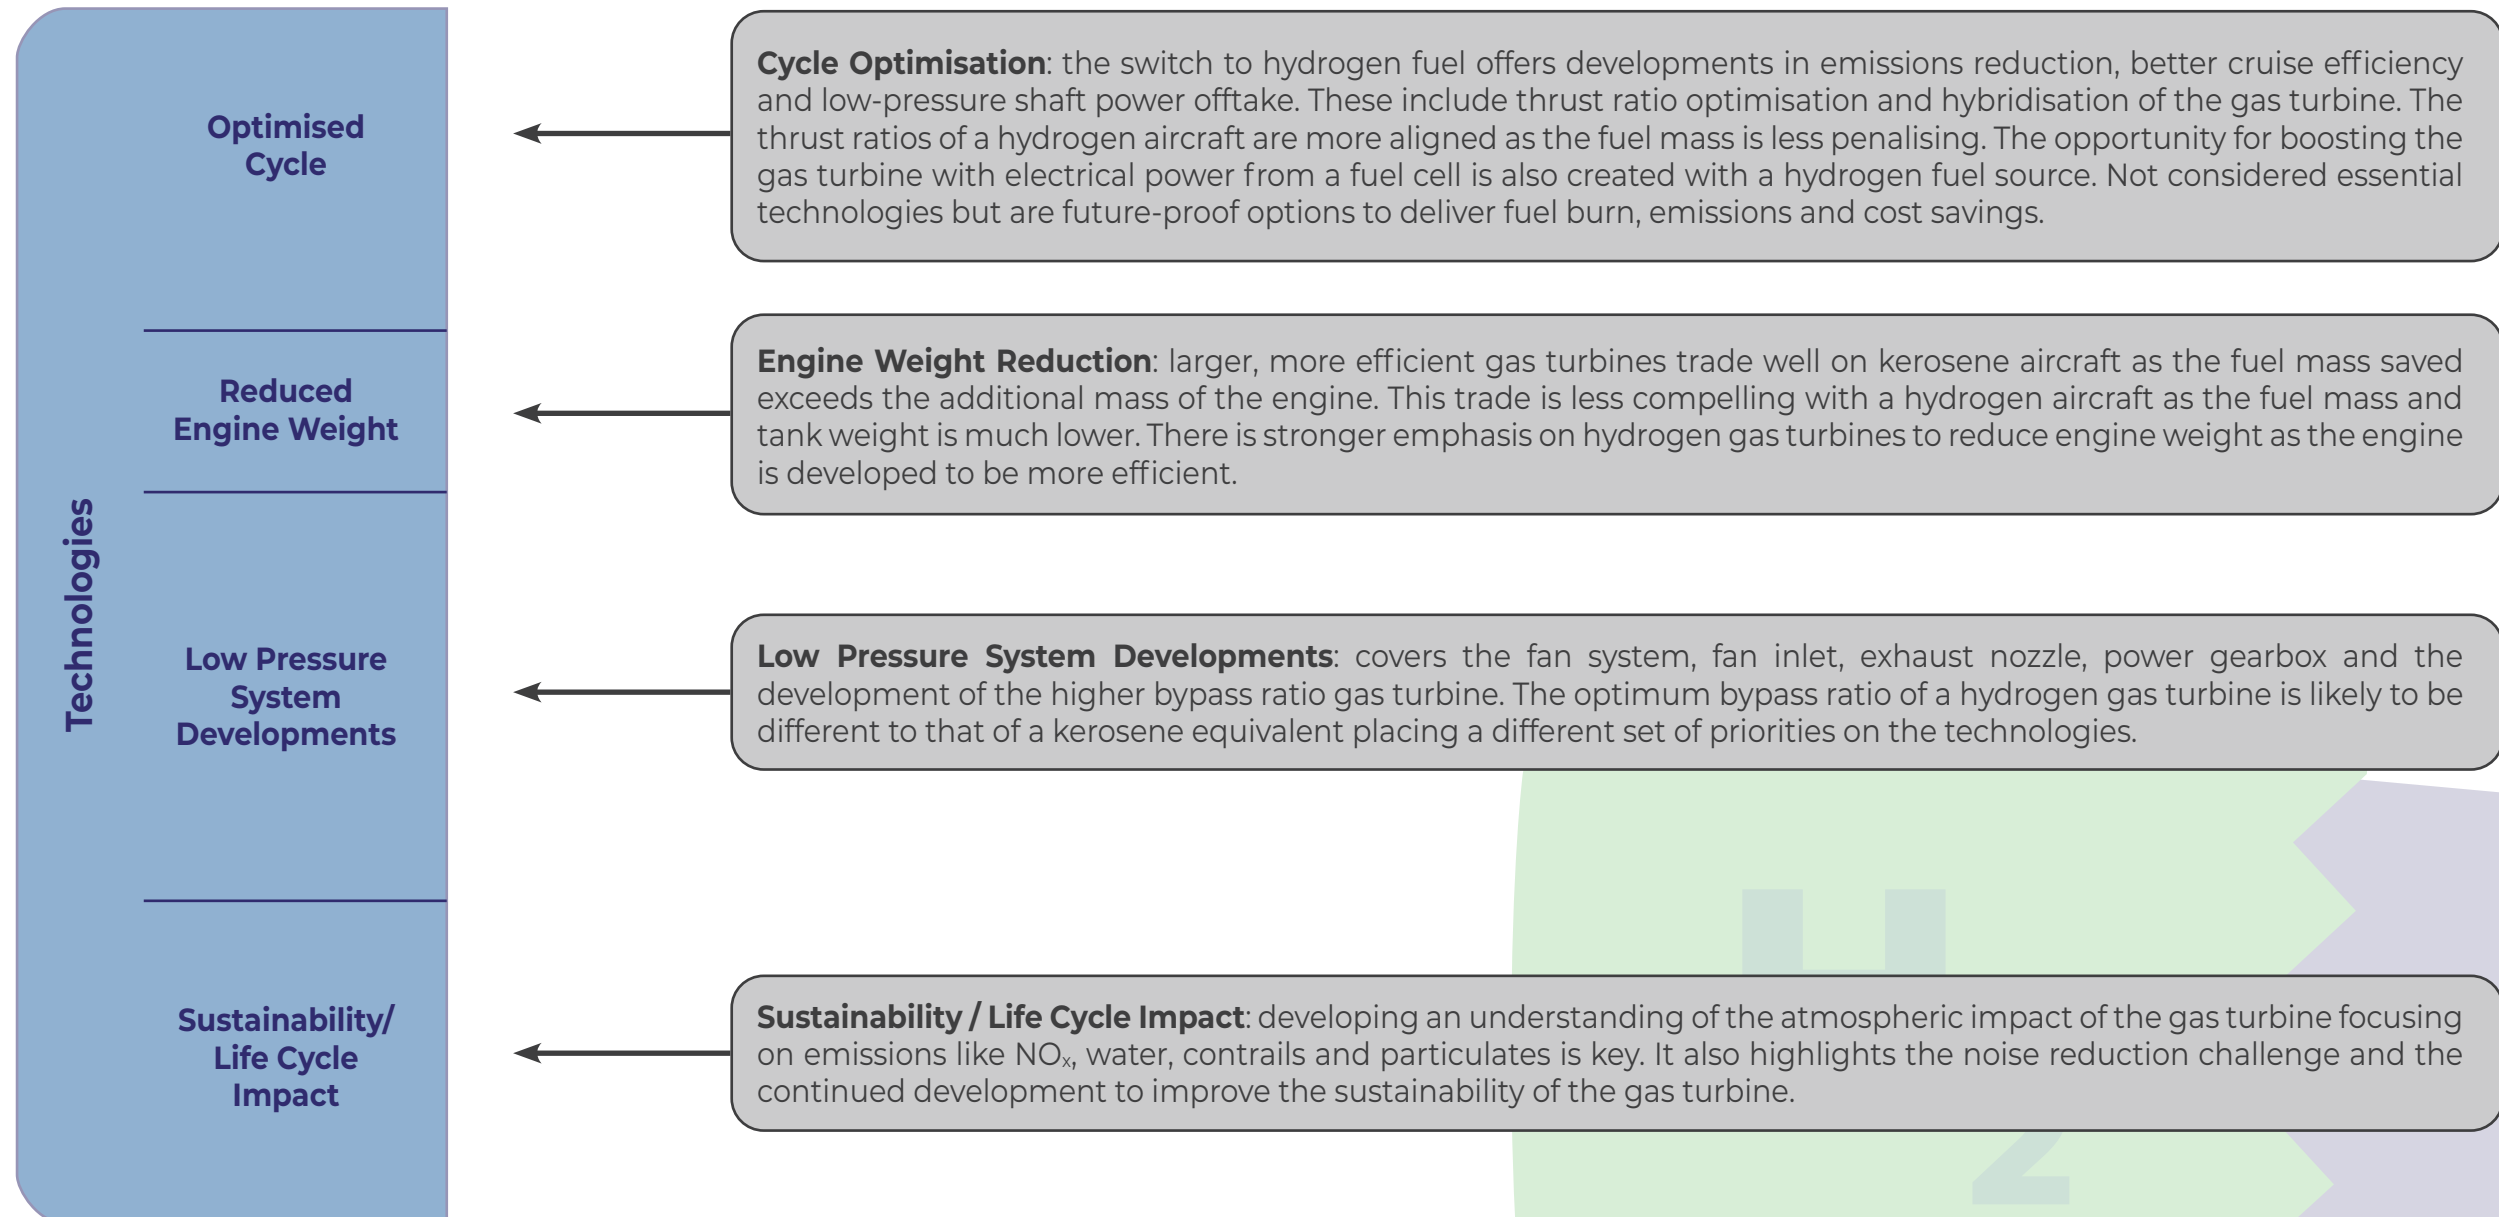 Technologies
Optimised
Cycle
Cycle Optimisation: the switch to hydrogen fuel offers developments in emissions reduction, better cruise efficiency
and low-pressure shaft power offtake. These include thrust ratio optimisation and hybridisation of the gas turbine. The
thrust ratios of a hydrogen aircraft are more aligned as the fuel mass is less penalising. The opportunity for boosting the
gas turbine with electrical power from a fuel cell is also created with a hydrogen fuel source. Not considered essential
technologies but are future-proof options to deliver fuel burn, emissions and cost savings.
Reduced
Engine Weight
Engine Weight Reduction: larger, more efficient gas turbines trade well on kerosene aircraft as the fuel mass saved
exceeds the additional mass of the engine. This trade is less compelling with a hydrogen aircraft as the fuel mass and
tank weight is much lower. There is stronger emphasis on hydrogen gas turbines to reduce engine weight as the engine
is developed to be more efficient.
Low Pressure
System
Developments
Low Pressure System Developments: covers the fan system, fan inlet, exhaust nozzle, power gearbox and the
development of the higher bypass ratio gas turbine. The optimum bypass ratio of a hydrogen gas turbine is likely to be
different to that of a kerosene equivalent placing a different set of priorities on the technologies.
Sustainability/
Life Cycle
Impact
Sustainability / Life Cycle Impact: developing an understanding of the atmospheric impact of the gas turbine focusing
on emissions like NOₓ, water, contrails and particulates is key. It also highlights the noise reduction challenge and the
continued development to improve the sustainability of the gas turbine.
H
2